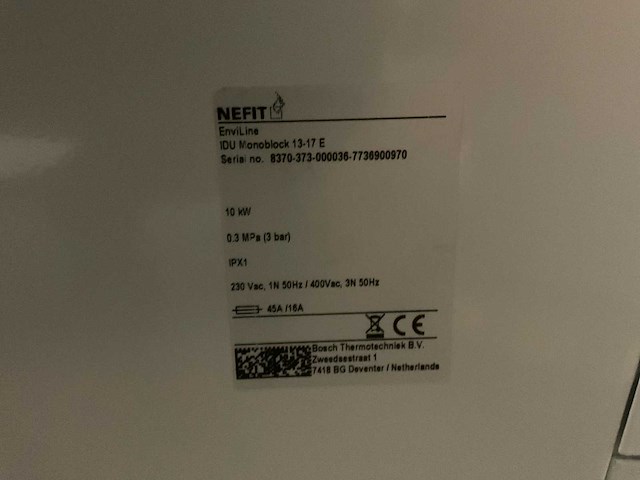 NEFIT
EnviLine
IDU Monoblock 13-17 E
Serial no. 8370-373-000036-7736900970
10 kW
0.3 MPa (3 bar)
IPX1
230 Vac, 1N 50Hz / 400Vac, 3N 50Hz
45A /16A
CE
Bosch Thermotechniek B.V.
Zweedsestraat 1
7418 BG Deventer / Netherlands